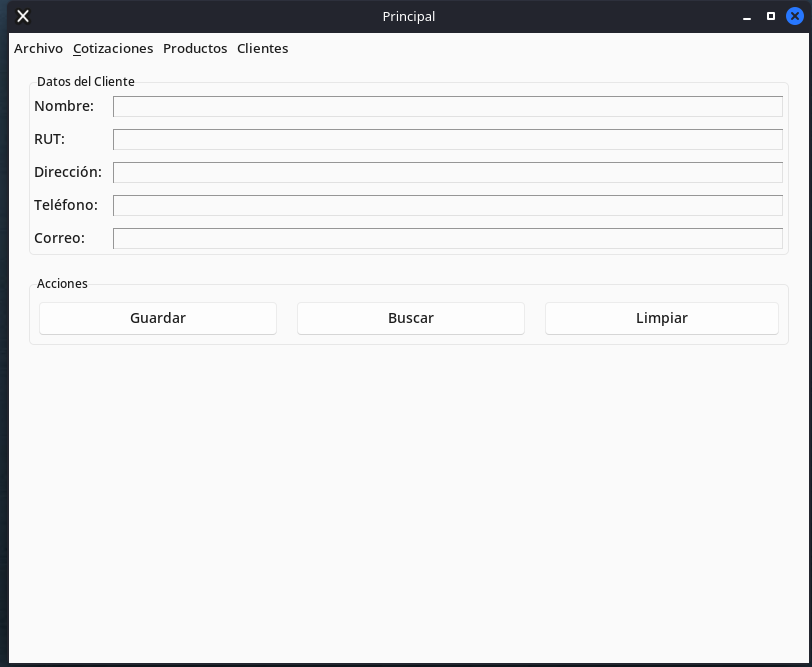 Principal
Archivo Cotizaciones Productos Clientes
Datos del Cliente
Nombre:
RUT:
Dirección:
Teléfono:
Correo:
Acciones
Guardar Buscar Limpiar